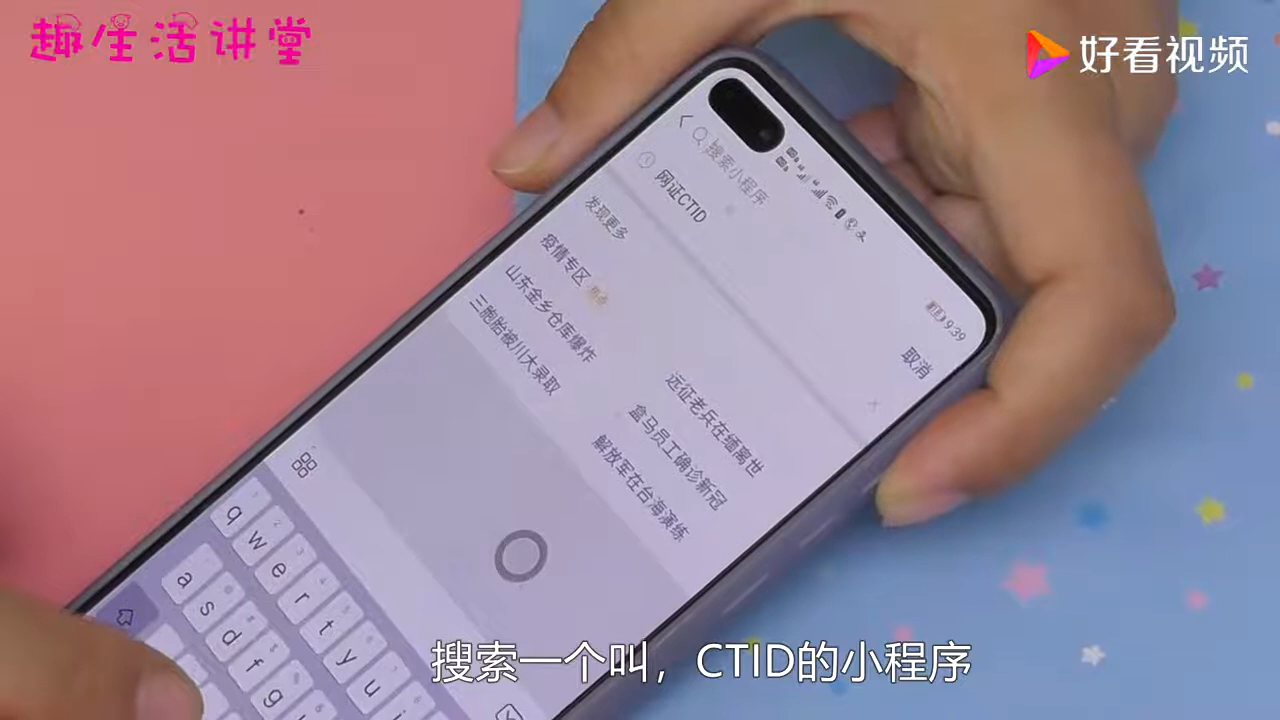 趣生活讲堂
好看视频
搜索小程序
9:39
取消
网证CTID
发现更多
疫情专区
远征老兵在缅离世
山东金乡仓库爆炸
盒马员工确诊新冠
三胞胎被川大录取
解放军在台海演练
q w e r t y u i
a s d f g
搜索一个叫，CTID的小程序